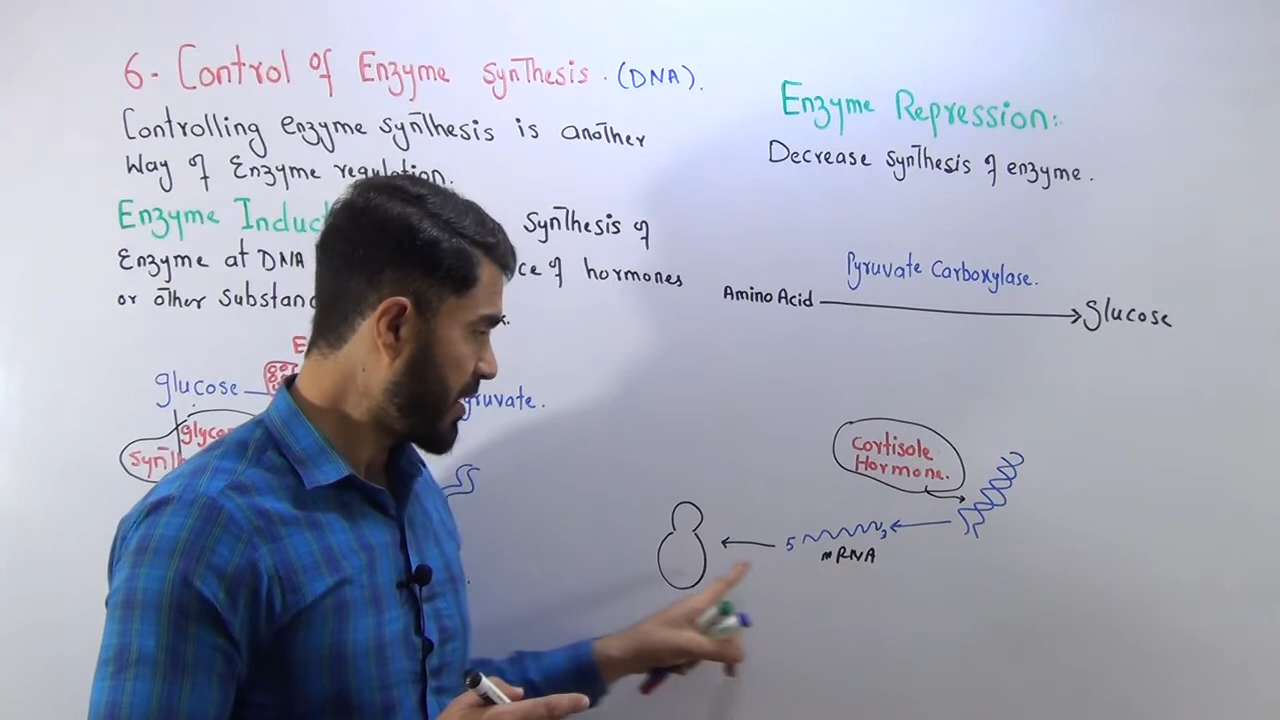 6- Control of Enzyme Synthesis. (DNA).
Controlling enzyme synthesis is another
Way of Enzyme regulation.
Enzyme Induct
Synthesis of
Enzyme at DNA
ce of hormones
or other Substanc
glucose
yruvate.
glyco
Synth
Enzyme Repression:
Decrease synthesis of enzyme.
Pyruvate Carboxylase.
Amino Acid
Glucose
Cortisole
Hormone.
5
3
mRNA